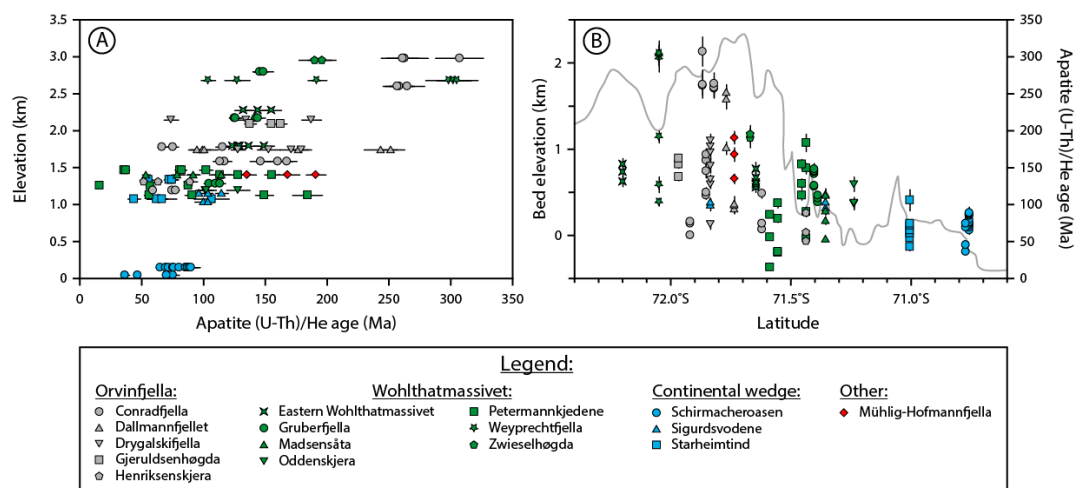 A
B
3.5
3.0
2.5
2.0
1.5
1.0
0.5
0
Elevation (km)
50 100 150 200 250 300 350
Apatite (U-Th)/He age (Ma)
2
1
0
Bed elevation (km)
72.0°S 71.5°S 71.0°S
Latitude
350
300
250
200
150
100
50
0
Apatite (U-Th)/He age (Ma)
Legend:
Orvinfjella:
Conradfjella
Dallmannfjellet
Drygalskifjella
Gjeruldsenhøgda
Henriksenskjera
Wohlthatmassivet:
Eastern Wohlthatmassivet
Gruberfjella
Madsensåta
Oddenskjera
Petermannkjedene
Weyprechtfjella
Zwieselhøgda
Continental wedge:
Schirmacheroasen
Sigurdsvodene
Starheimtind
Other:
Mühlig-Hofmannfjella